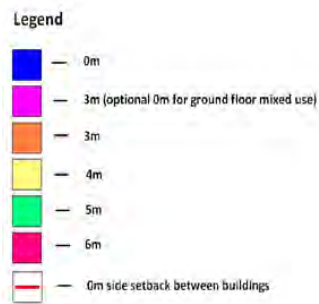 Legend
— 0m
— 3m (optional 0m for ground floor mixed use)
— 3m
— 4m
— 5m
— 6m
— 0m side setback between buildings